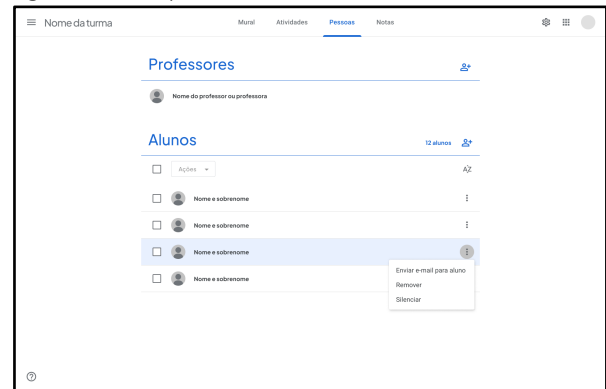 Nome da turma
Mural Atividades Pessoas Notas
Professores
Nome do professor ou professora
Alunos
12 alunos
Ações
AZ
Nome e sobrenome
Nome e sobrenome
Nome e sobrenome
Enviar e-mail para aluno
Nome e sobrenome
Remover
Silenciar